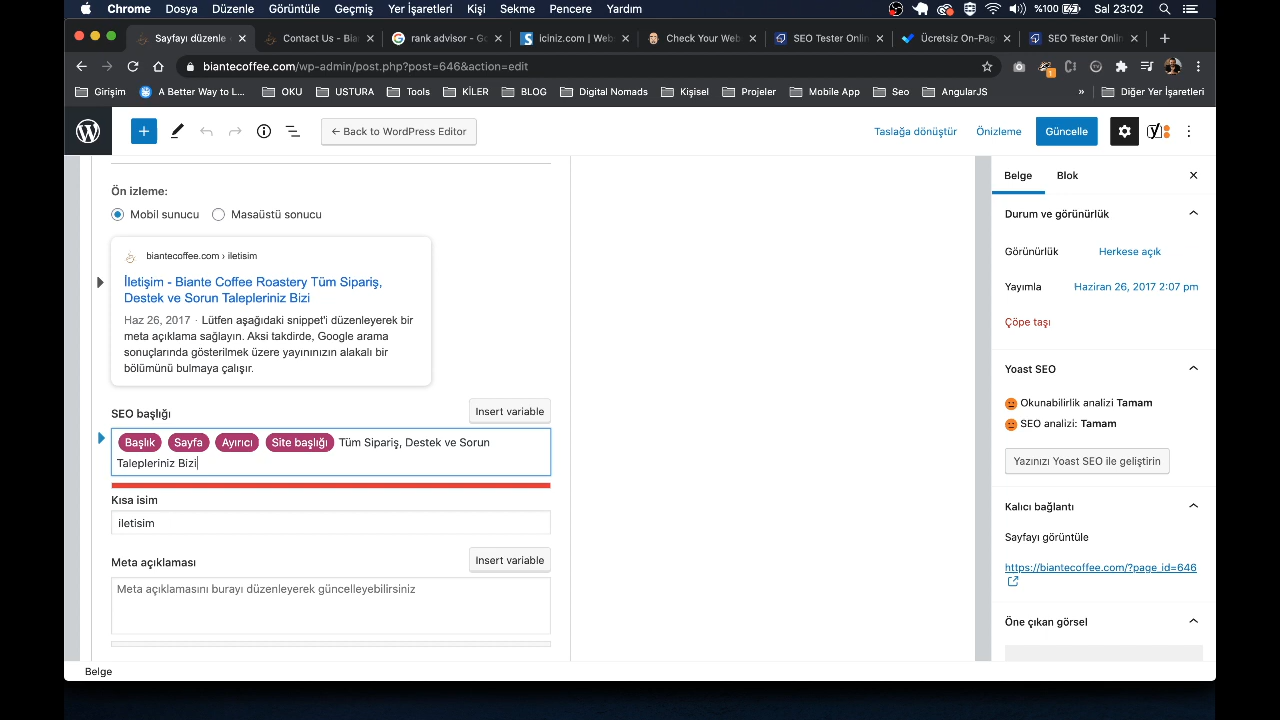 Chrome Dosya Düzenle Görüntüle Geçmiş Yer İşaretleri Kişi Sekme Pencere Yardım %100 Sal 23:02
Sayfayı düzenle Contact Us - Bia rank advisor - Go iciniz.com | Web Check Your Web SEO Tester Onlin Ücretsiz On-Pag SEO Tester Onlin
biantecoffee.com/wp-admin/post.php?post=646&action=edit
Girişim A Better Way to L... OKU USTURA Tools KİLER BLOG Digital Nomads Kişisel Projeler Mobile App Seo AngularJS » Diğer Yer İşaretleri
← Back to WordPress Editor Taslağa dönüştür Önizleme Güncelle
Belge Blok
Ön izleme:
Mobil sunucu Masaüstü sonucu
biantecoffee.com › iletisim
İletişim - Biante Coffee Roastery Tüm Sipariş,
Destek ve Sorun Talepleriniz Bizi
Haz 26, 2017 · Lütfen aşağıdaki snippet'i düzenleyerek bir
meta açıklama sağlayın. Aksi takdirde, Google arama
sonuçlarında gösterilmek üzere yayınınızın alakalı bir
bölümünü bulmaya çalışır.
SEO başlığı Insert variable
Başlık Sayfa Ayırıcı Site başlığı Tüm Sipariş, Destek ve Sorun
Talepleriniz Bizi
Kısa isim
iletisim
Meta açıklaması Insert variable
Meta açıklamasını burayı düzenleyerek güncelleyebilirsiniz
Durum ve görünürlük
Görünürlük Herkese açık
Yayımla Haziran 26, 2017 2:07 pm
Çöpe taşı
Yoast SEO
Okunabilirlik analizi Tamam
SEO analizi: Tamam
Yazınızı Yoast SEO ile geliştirin
Kalıcı bağlantı
Sayfayı görüntüle
https://biantecoffee.com/?page_id=646
Öne çıkan görsel
Belge